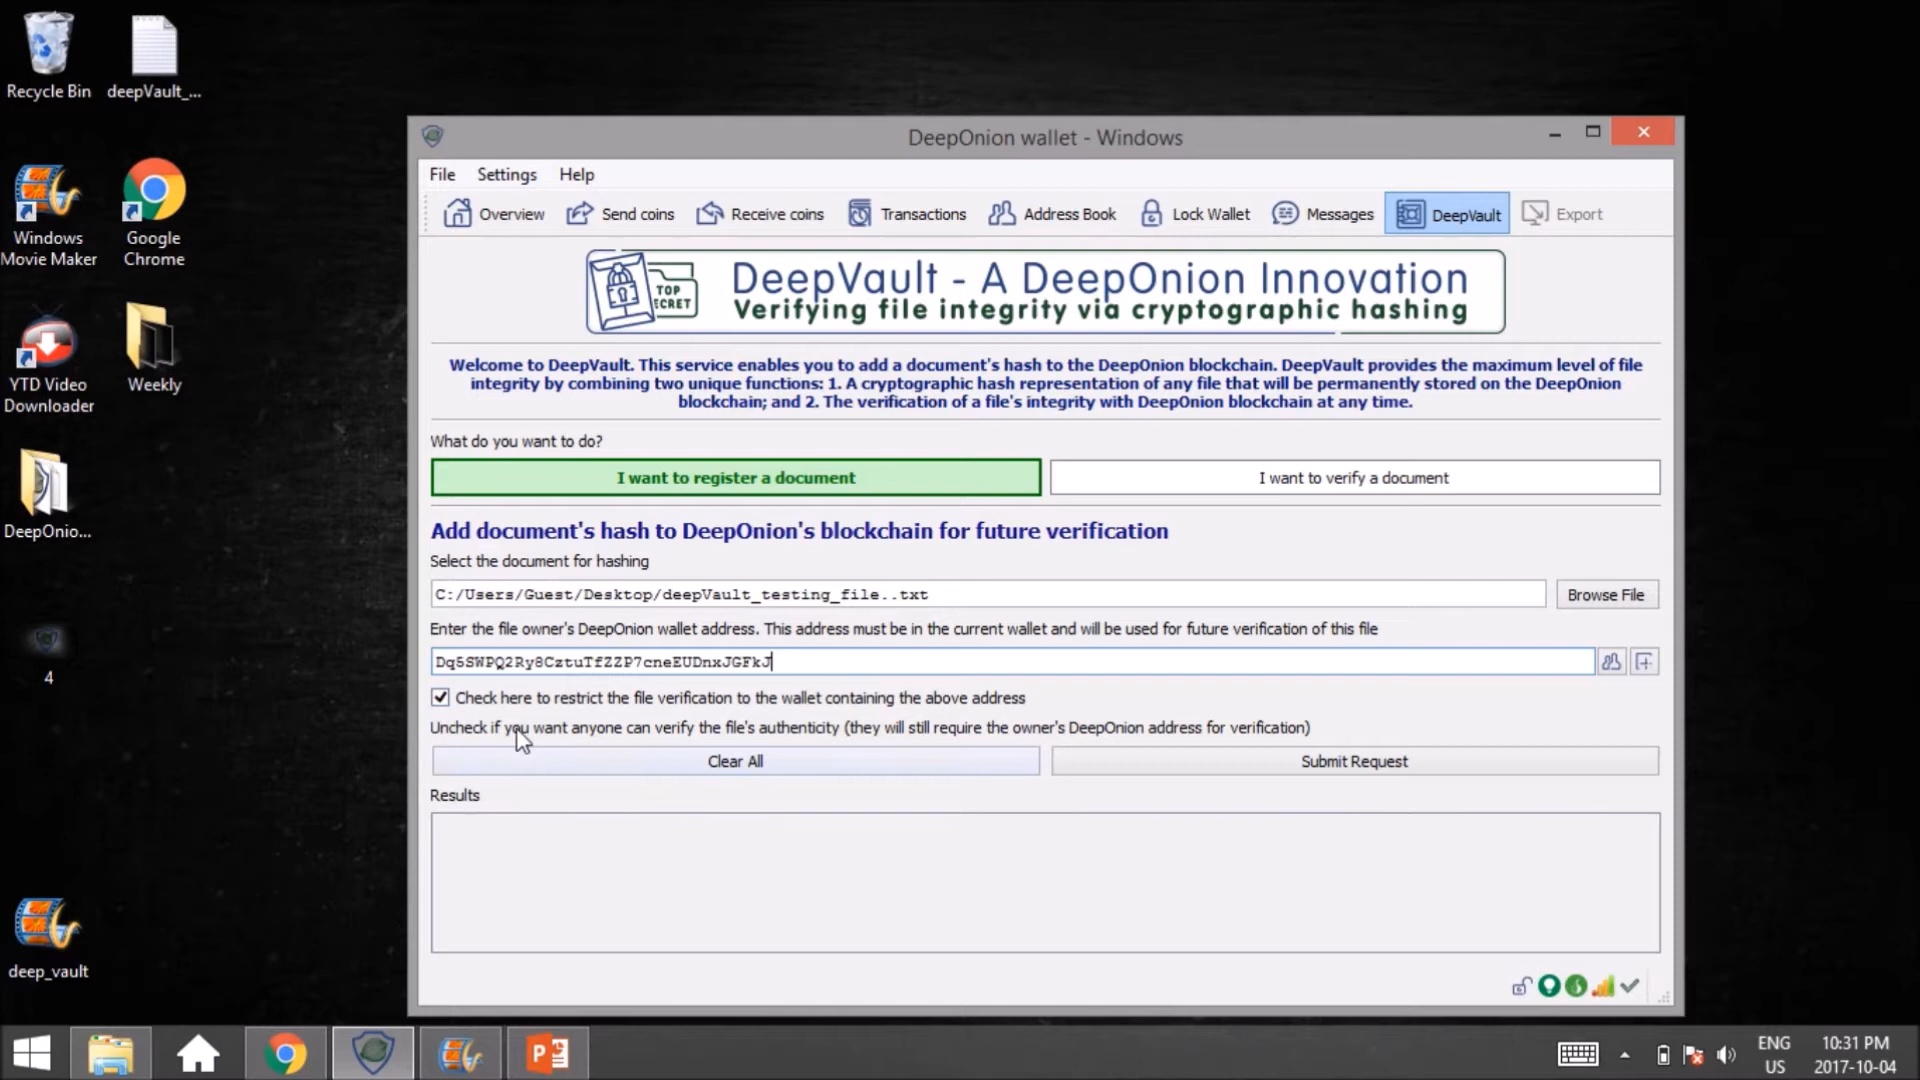 Recycle Bin
deepVault_...
Windows
Movie Maker
Google
Chrome
YTD Video
Downloader
Weekly
DeepOnio...
4
deep_vault
DeepOnion wallet - Windows
File Settings Help
Overview Send coins Receive coins Transactions Address Book Lock Wallet Messages DeepVault Export
TOP
ECRET
DeepVault - A DeepOnion Innovation
Verifying file integrity via cryptographic hashing
Welcome to DeepVault. This service enables you to add a document's hash to the DeepOnion blockchain. DeepVault provides the maximum level of file
integrity by combining two unique functions: 1. A cryptographic hash representation of any file that will be permanently stored on the DeepOnion
blockchain; and 2. The verification of a file's integrity with DeepOnion blockchain at any time.
What do you want to do?
I want to register a document
I want to verify a document
Add document's hash to DeepOnion's blockchain for future verification
Select the document for hashing
C:/Users/Guest/Desktop/deepVault_testing_file..txt
Browse File
Enter the file owner's DeepOnion wallet address. This address must be in the current wallet and will be used for future verification of this file
Dq5SWPQ2Ry8CztuTfZZP7cneEUDnxJGFkJ
Check here to restrict the file verification to the wallet containing the above address
Uncheck if you want anyone can verify the file's authenticity (they will still require the owner's DeepOnion address for verification)
Clear All
Submit Request
Results
ENG
US
10:31 PM
2017-10-04